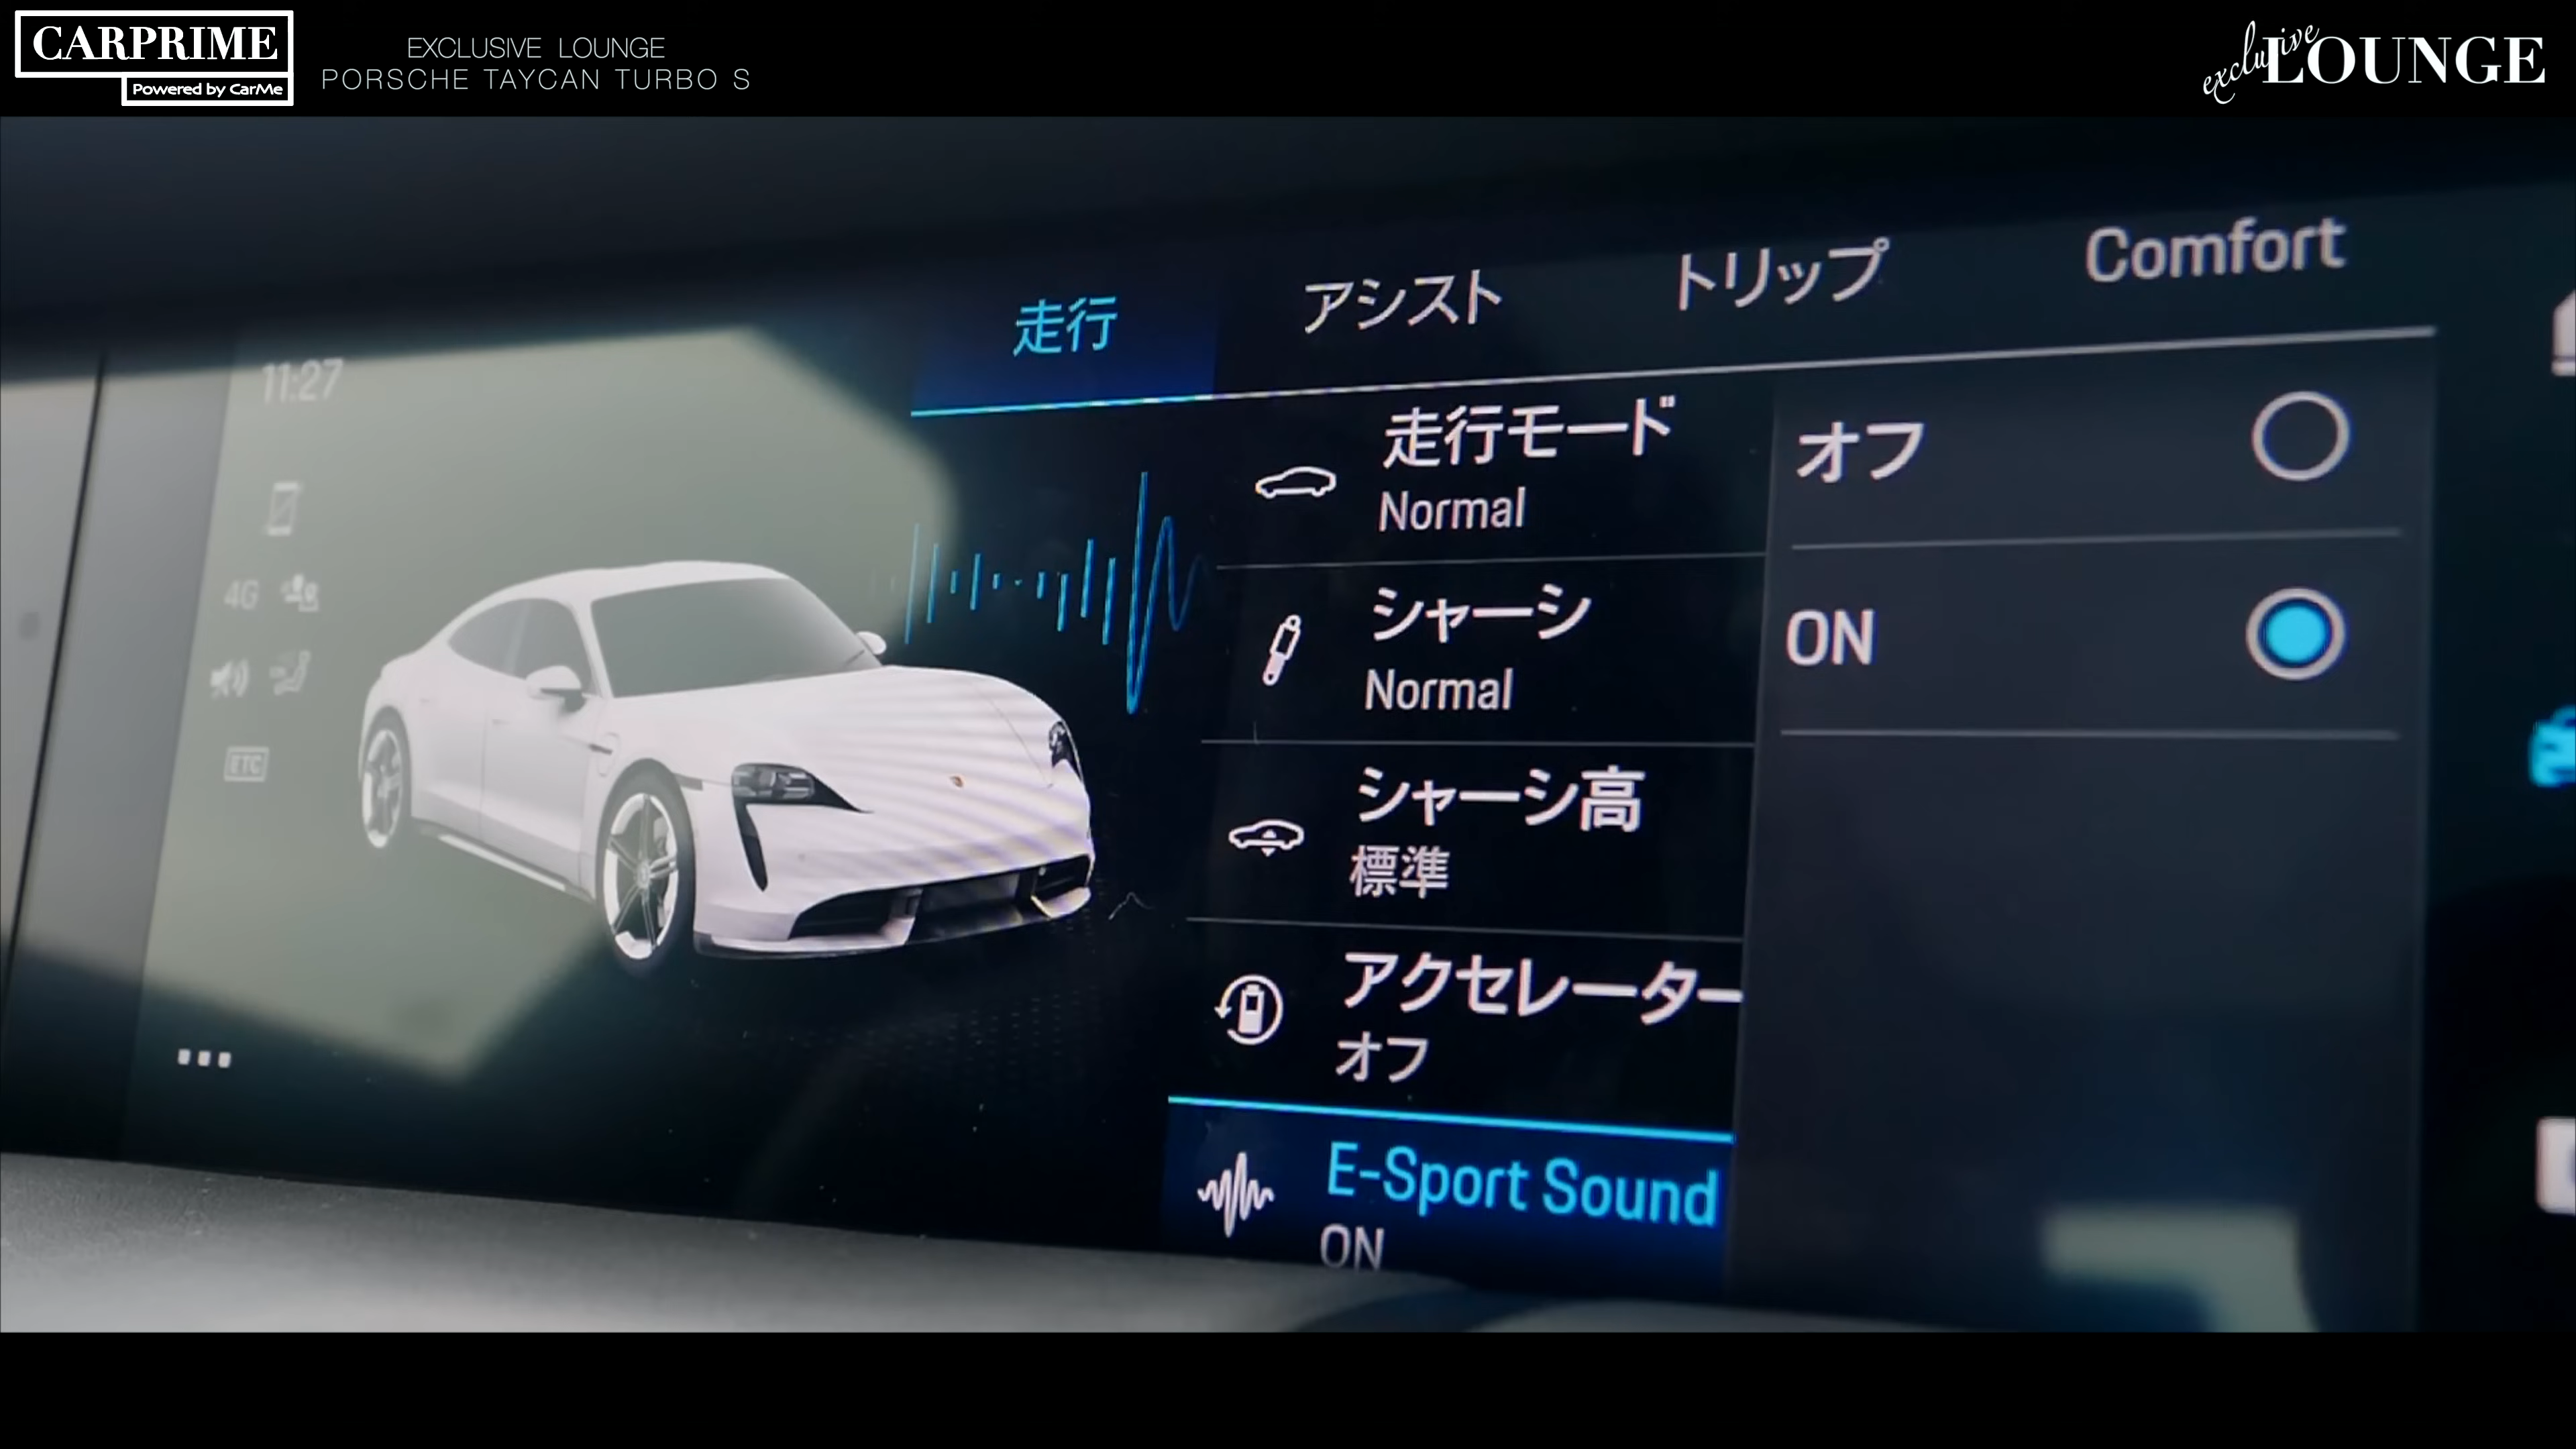 CARPRIME
Powered by CarMe
EXCLUSIVE LOUNGE
PORSCHE TAYCAN TURBO S
exclusive LOUNGE
走行
アシスト
トリップ
Comfort
11:27
4G
ETC
走行モード
Normal
シャーシ
Normal
シャーシ高
標準
アクセレーター
オフ
E-Sport Sound
ON
オフ
ON